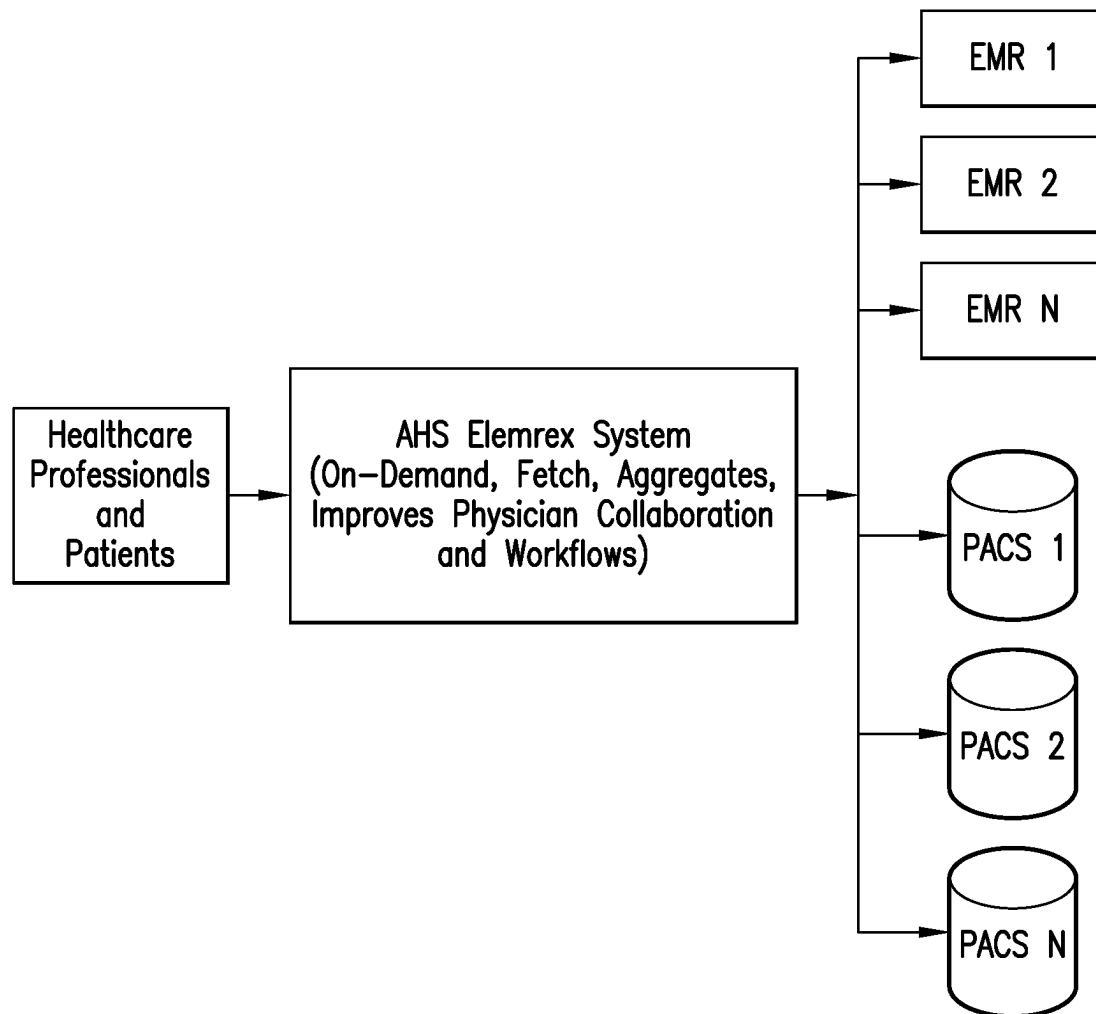 EMR 1
EMR 2
EMR N
Healthcare
Professionals
and
Patients
AHS Elemrex System
(On-Demand, Fetch, Aggregates,
Improves Physician Collaboration
and Workflows)
PACS 1
PACS 2
PACS N